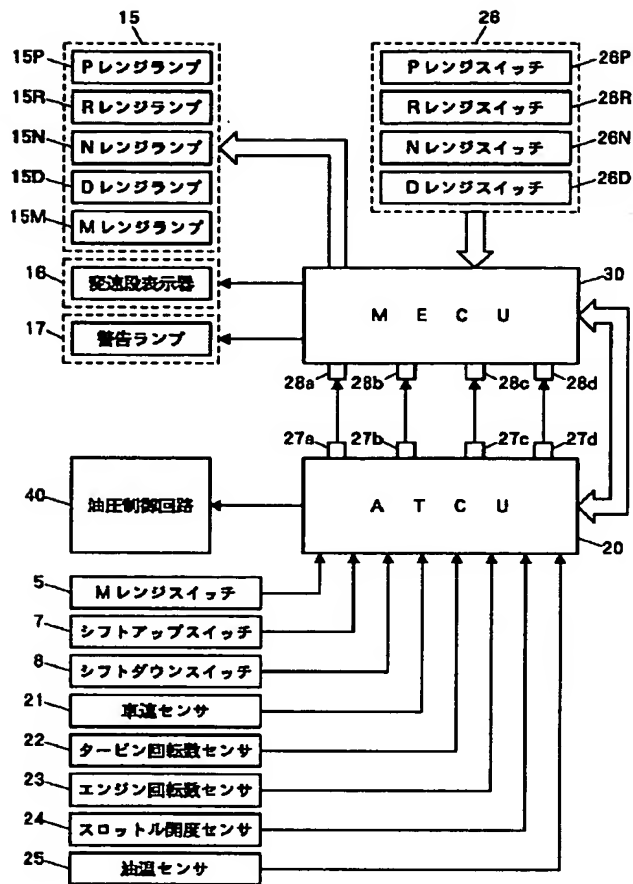 15
15P Pレンジランプ
15R Rレンジランプ
15N Nレンジランプ
15D Dレンジランプ
15M Mレンジランプ
16 変速段表示器
17 警告ランプ
26
Pレンジスイッチ 26P
Rレンジスイッチ 26R
Nレンジスイッチ 26N
Dレンジスイッチ 26D
30
MECU
28a 28b 28c 28d
27a 27b 27c 27d
40 油圧制御回路
ATCU
20
5 Mレンジスイッチ
7 シフトアップスイッチ
8 シフトダウンスイッチ
21 車速センサ
22 タービン回転数センサ
23 エンジン回転数センサ
24 スロットル開度センサ
25 油温センサ